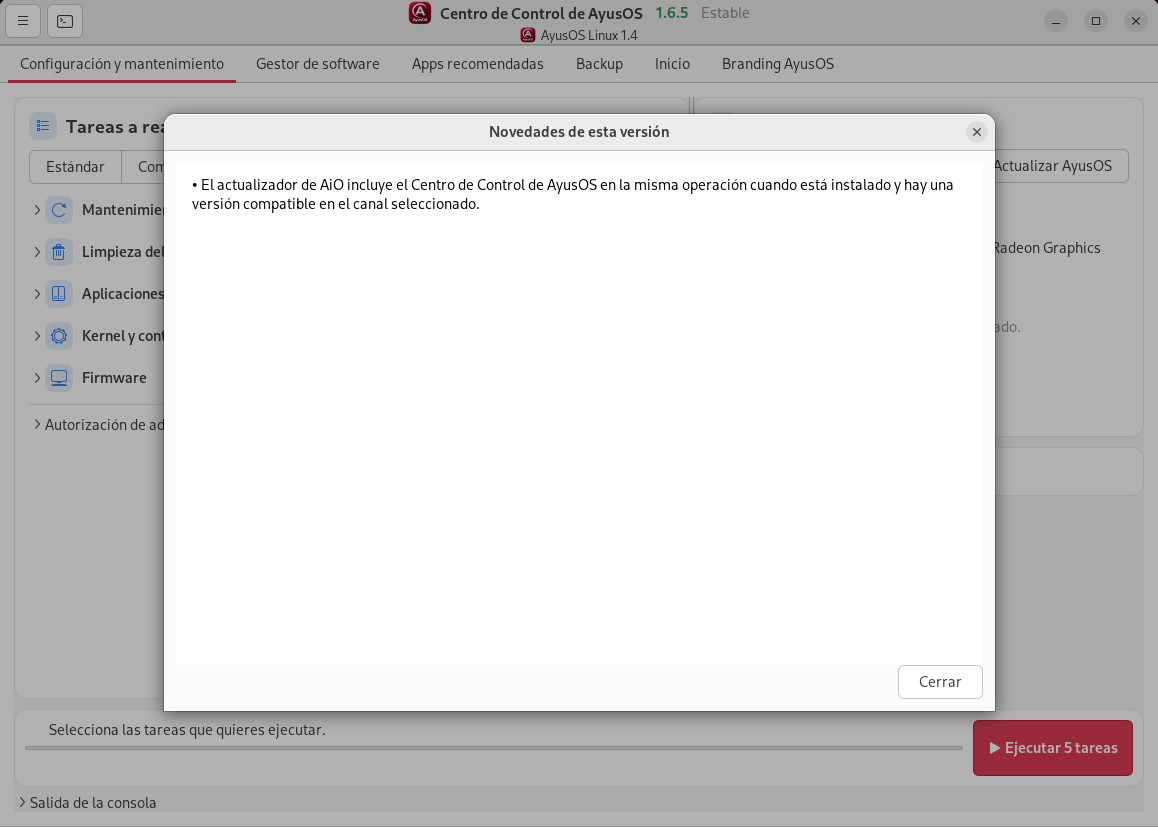 Centro de Control de AyusOS 1.6.5 Estable
AyusOS Linux 1.4
Configuración y mantenimiento Gestor de software Apps recomendadas Backup Inicio Branding AyusOS
Tareas a rea
Novedades de esta versión
Estándar Com
Actualizar AyusOS
• El actualizador de AiO incluye el Centro de Control de AyusOS en la misma operación cuando está instalado y hay una
versión compatible en el canal seleccionado.
Mantenimie
Limpieza del
Radeon Graphics
Aplicaciones
Kernel y cont
ado.
Firmware
Autorización de ad
Cerrar
Selecciona las tareas que quieres ejecutar.
Ejecutar 5 tareas
Salida de la consola